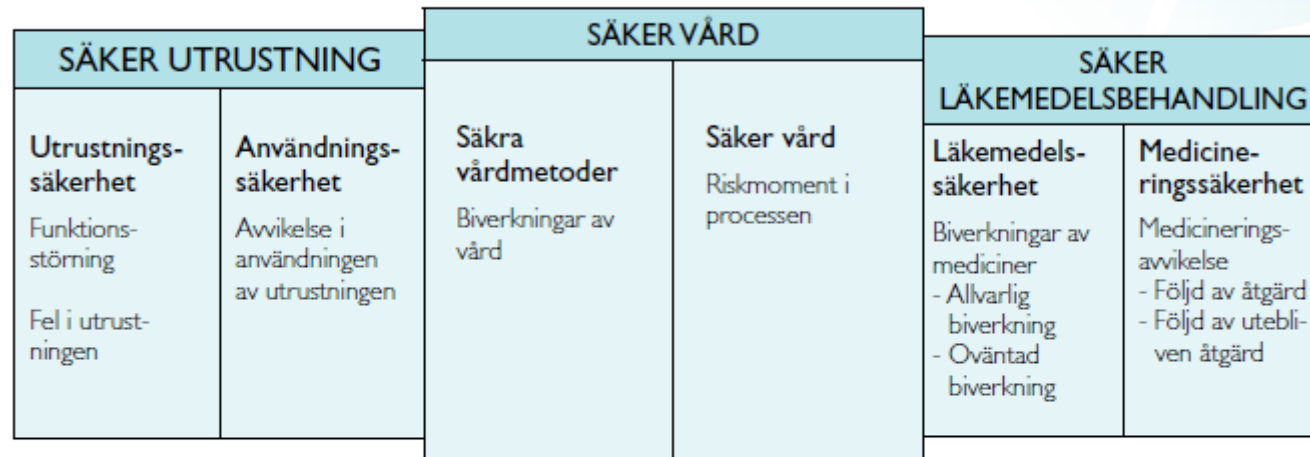 SÄKER UTRUSTNING
Utrustnings-
säkerhet
Funktions-
störning
Fel i utrust-
ningen
Användnings-
säkerhet
Avvikelse i
användningen
av utrustningen
SÄKER VÅRD
Säkra
vårdmetoder
Biverkningar av
vård
Säker vård
Riskmoment i
processen
SÄKER
LÄKEMEDELSBEHANDLING
Läkemedels-
säkerhet
Biverkningar av
mediciner
- Allvarlig
biverkning
- Oväntad
biverkning
Medicine-
ringssäkerhet
Medicinerings-
avvikelse
- Följd av åtgärd
- Följd av utebli-
ven åtgärd